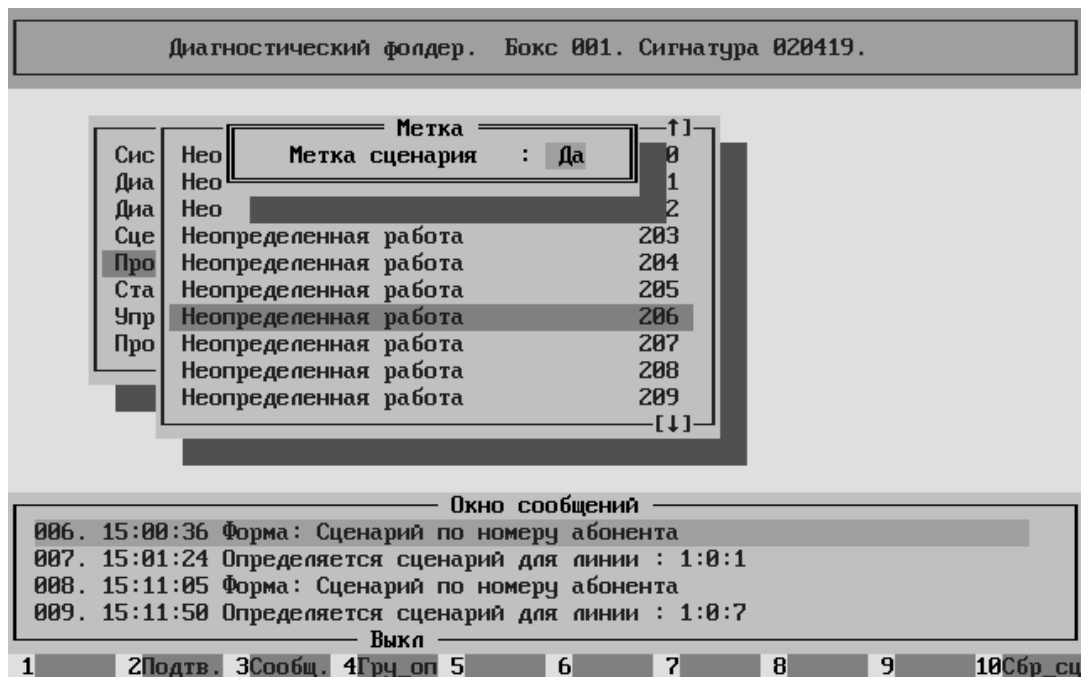 Диагностический фолдер. Бокс 001. Сигнатура 020419.
Метка ↑]
Сис Нео Метка сценария : Да 0
Диа Нео 1
Диа Нео 2
Сце Неопределенная работа 203
Про Неопределенная работа 204
Ста Неопределенная работа 205
Упр Неопределенная работа 206
Про Неопределенная работа 207
Неопределенная работа 208
Неопределенная работа 209
[↓]
Окно сообщений
006. 15:00:36 Форма: Сценарий по номеру абонента
007. 15:01:24 Определяется сценарий для линии : 1:0:1
008. 15:11:05 Форма: Сценарий по номеру абонента
009. 15:11:50 Определяется сценарий для линии : 1:0:7
Выкл
1 2Подтв. 3Сообщ. 4Гру_оп 5 6 7 8 9 10Сбр_сц